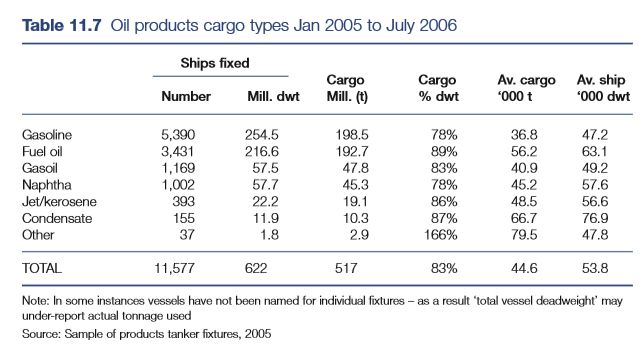 Table 11.7 Oil products cargo types Jan 2005 to July 2006
Ships fixed
Cargo Cargo Av. cargo Av. ship
Number Mill. dwt Mill. (t) % dwt ‘000 t ‘000 dwt
Gasoline 5,390 254.5 198.5 78% 36.8 47.2
Fuel oil 3,431 216.6 192.7 89% 56.2 63.1
Gasoil 1,169 57.5 47.8 83% 40.9 49.2
Naphtha 1,002 57.7 45.3 78% 45.2 57.6
Jet/kerosene 393 22.2 19.1 86% 48.5 56.6
Condensate 155 11.9 10.3 87% 66.7 76.9
Other 37 1.8 2.9 166% 79.5 47.8
TOTAL 11,577 622 517 83% 44.6 53.8
Note: In some instances vessels have not been named for individual fixtures – as a result ‘total vessel deadweight’ may
under-report actual tonnage used
Source: Sample of products tanker fixtures, 2005